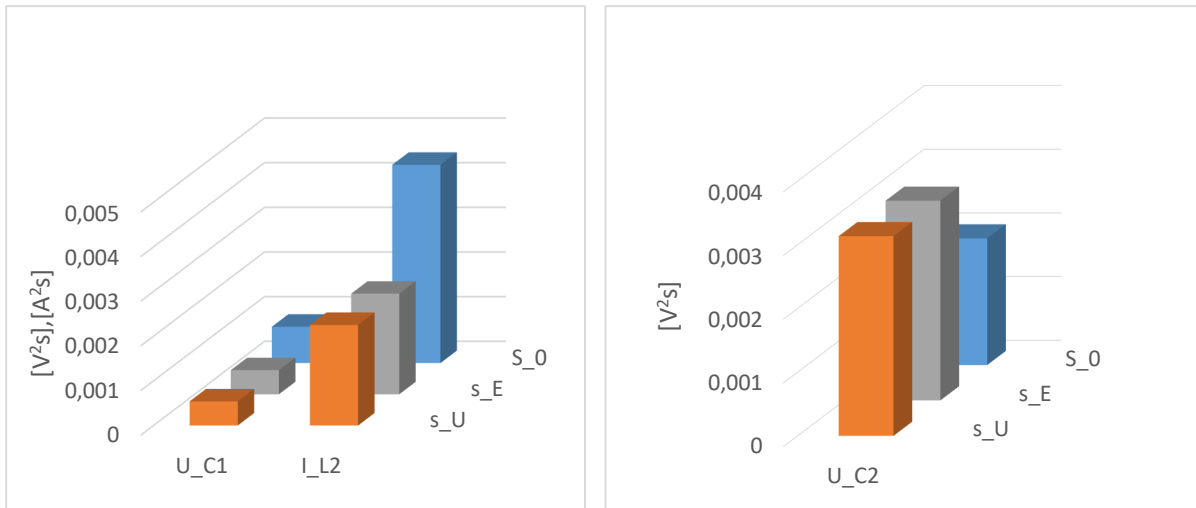 [V²s],[A²s]
0,005
0,004
0,003
0,002
0,001
0
U_C1
I_L2
s_U
s_E
S_0
[V²s]
0,004
0,003
0,002
0,001
0
U_C2
s_U
s_E
S_0